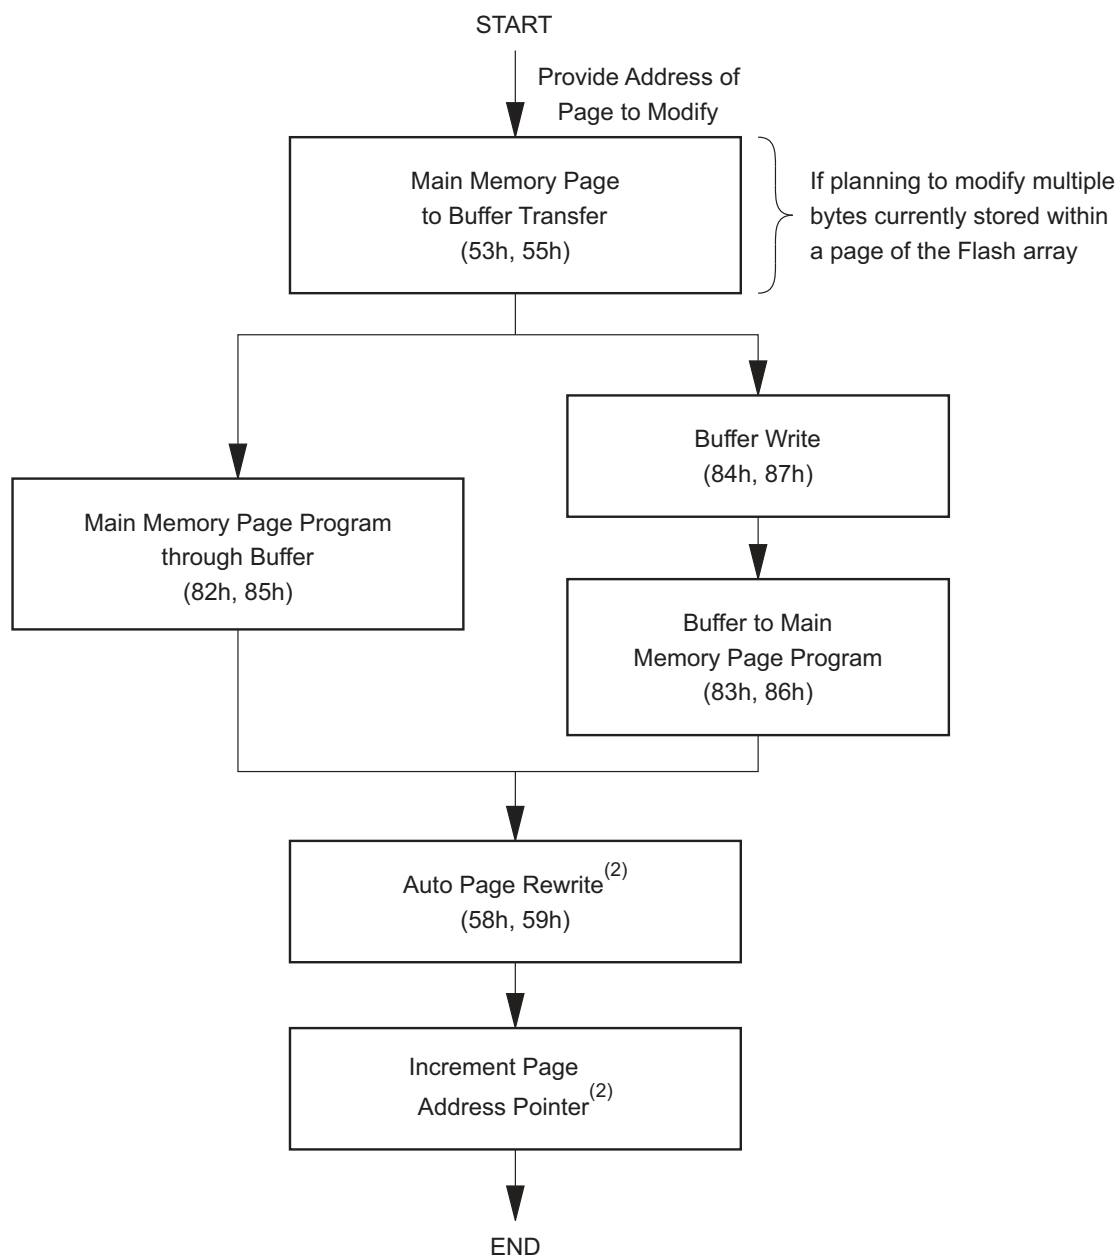 START
Provide Address of
Page to Modify
Main Memory Page
to Buffer Transfer
(53h, 55h)
If planning to modify multiple
bytes currently stored within
a page of the Flash array
Buffer Write
(84h, 87h)
Main Memory Page Program
through Buffer
(82h, 85h)
Buffer to Main
Memory Page Program
(83h, 86h)
Auto Page Rewrite(2)
(58h, 59h)
Increment Page
Address Pointer(2)
END